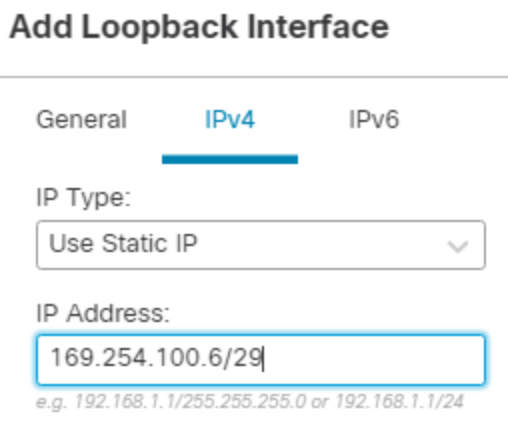 Add Loopback Interface
General IPv4 IPv6
IP Type:
Use Static IP
IP Address:
169.254.100.6/29
e.g. 192.168.1.1/255.255.255.0 or 192.168.1.1/24